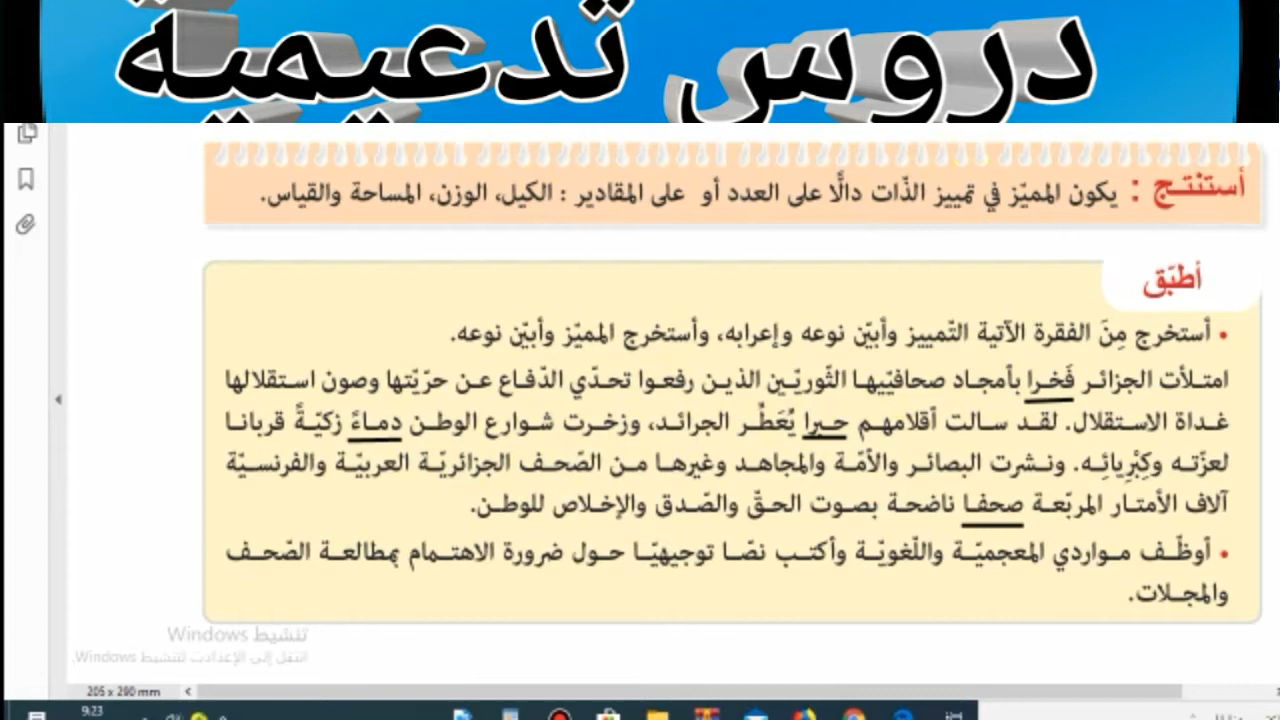 دروس تدعيمية
أستنتج : يكون المميّز في تمييز الذّات دالًّا على العدد أو على المقادير : الكيل، الوزن، المساحة والقياس.
أطبّق
• أستخرج مِنَ الفقرة الآتية التّمييز وأبيّن نوعه وإعرابه، وأستخرج المميّز وأبيّن نوعه.
امتلأت الجزائر فَخرا بأمجاد صحافيّيها الثّوريّين الذين رفعوا تحدّي الدّفاع عن حرّيّتها وصون استقلالها
غداة الاستقلال. لقد سالت أقلامهم حبرا يُعَطِّر الجرائد، وزخرت شوارع الوطن دماءً زكيّةً قربانا
لعزّته وكِبْرِيائِه. ونشرت البصائر والأمّة والمجاهد وغيرها من الصّحف الجزائريّة العربيّة والفرنسيّة
آلاف الأمتار المربّعة صحفا ناضحة بصوت الحقّ والصّدق والإخلاص للوطن.
• أوظّف مواردي المعجميّة واللّغويّة وأكتب نصّا توجيهيّا حول ضرورة الاهتمام بمطالعة الصّحف
والمجلات.
تنشيط Windows
انتقل إلى الإعدادات لتنشيط Windows.
205 x 290 mm
9:23